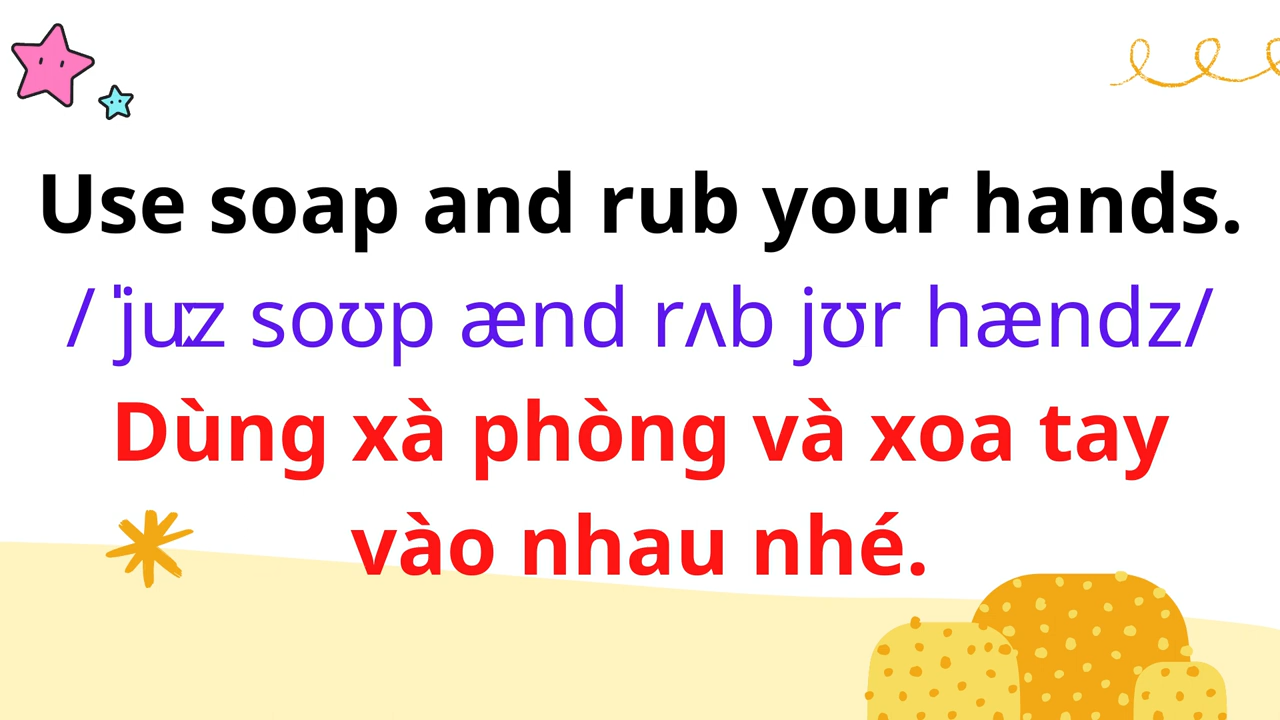 Use soap and rub your hands.
/ ˈjuːz soʊp ænd rʌb jʊr hændz/
Dùng xà phòng và xoa tay
vào nhau nhé.